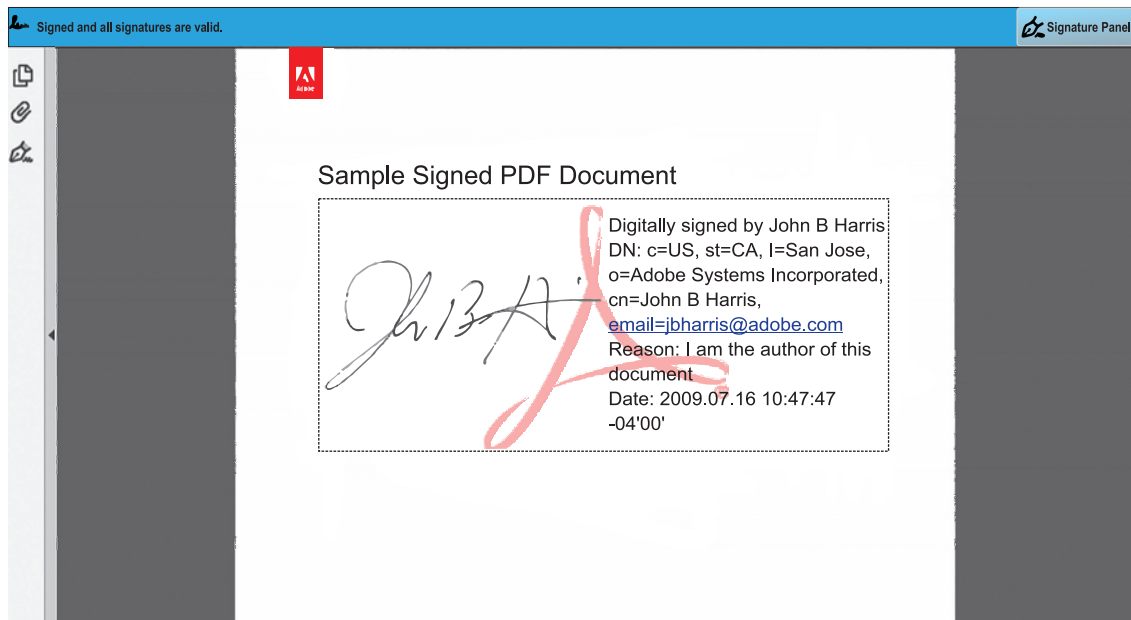 Signed and all signatures are valid.
Signature Panel
Adobe
Sample Signed PDF Document
John B Harris
Digitally signed by John B Harris
DN: c=US, st=CA, l=San Jose,
o=Adobe Systems Incorporated,
cn=John B Harris,
email=jbharris@adobe.com
Reason: I am the author of this
document
Date: 2009.07.16 10:47:47
-04'00'